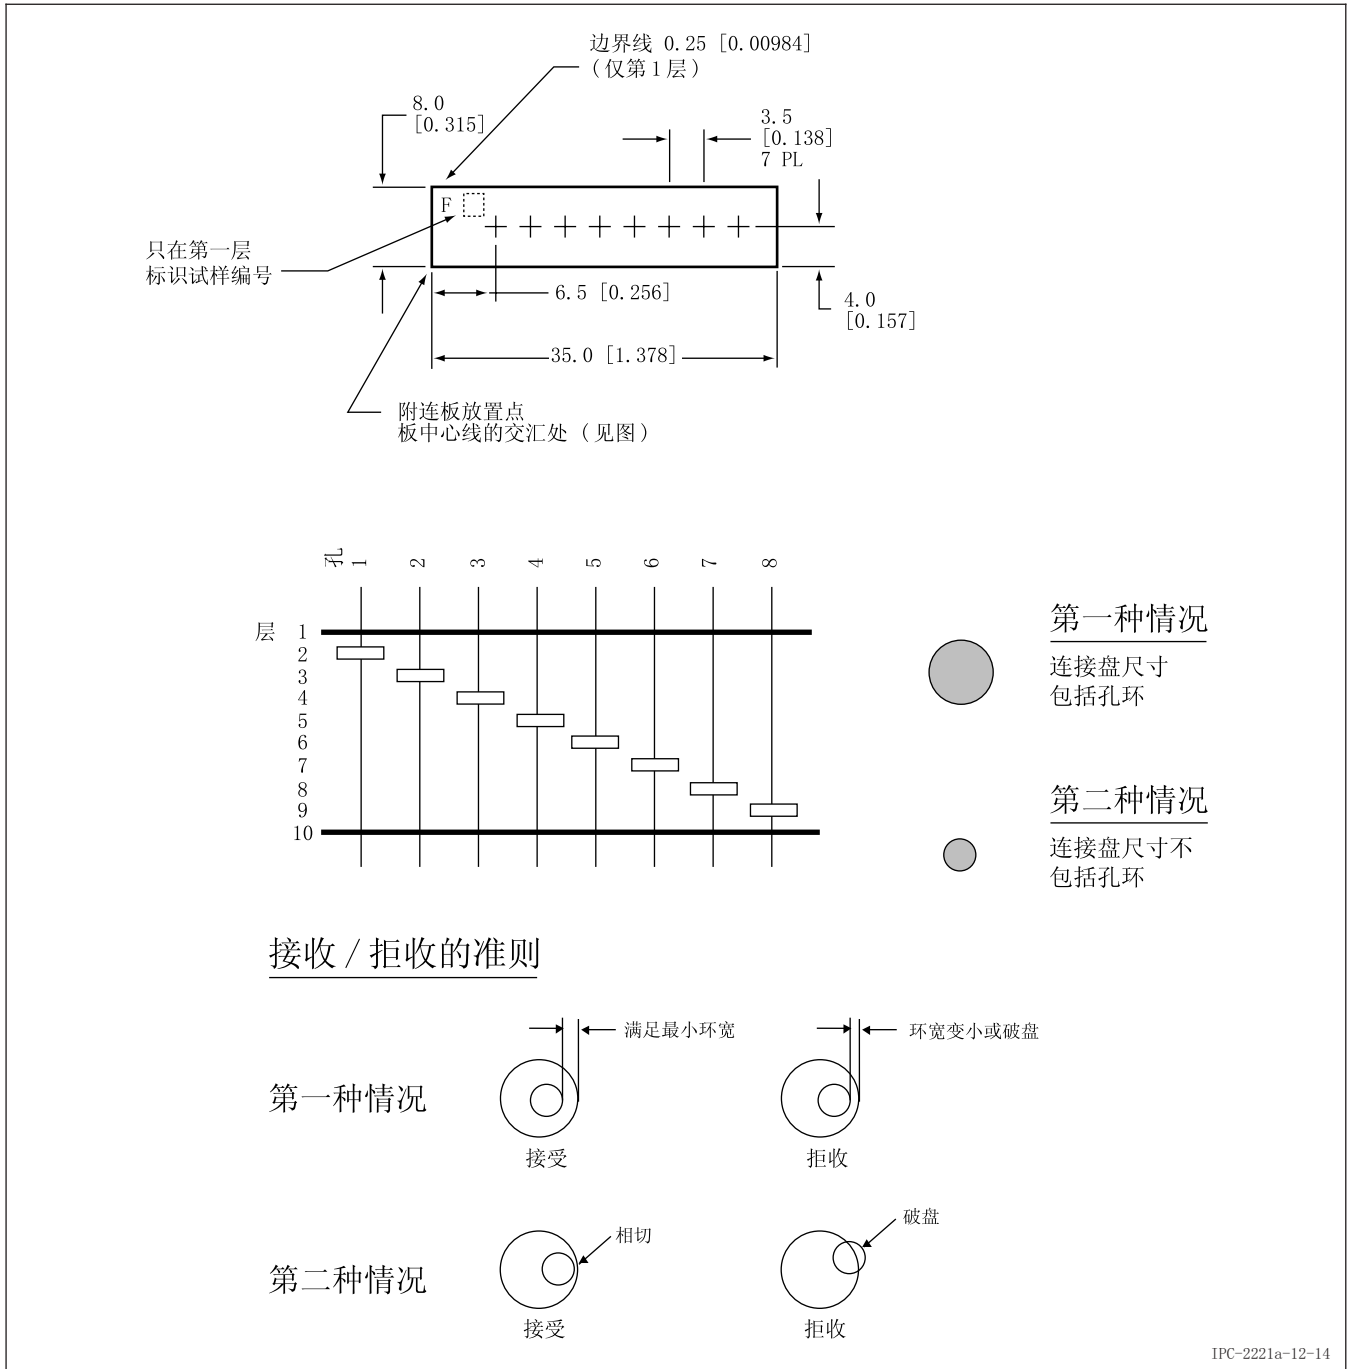 边界线 0.25 [0.00984]
(仅第1层)
8.0
[0.315]
3.5
[0.138]
7 PL
F
只在第一层
标识试样编号
6.5 [0.256]
4.0
[0.157]
35.0 [1.378]
附连板放置点
板中心线的交汇处 (见图)
孔 1 2 3 4 5 6 7 8
层 1
2
3
4
5
6
7
8
9
10
第一种情况
连接盘尺寸
包括孔环
第二种情况
连接盘尺寸不
包括孔环
接收/拒收的准则
满足最小环宽
环宽变小或破盘
第一种情况
接受
拒收
相切
破盘
第二种情况
接受
拒收
IPC-2221a-12-14